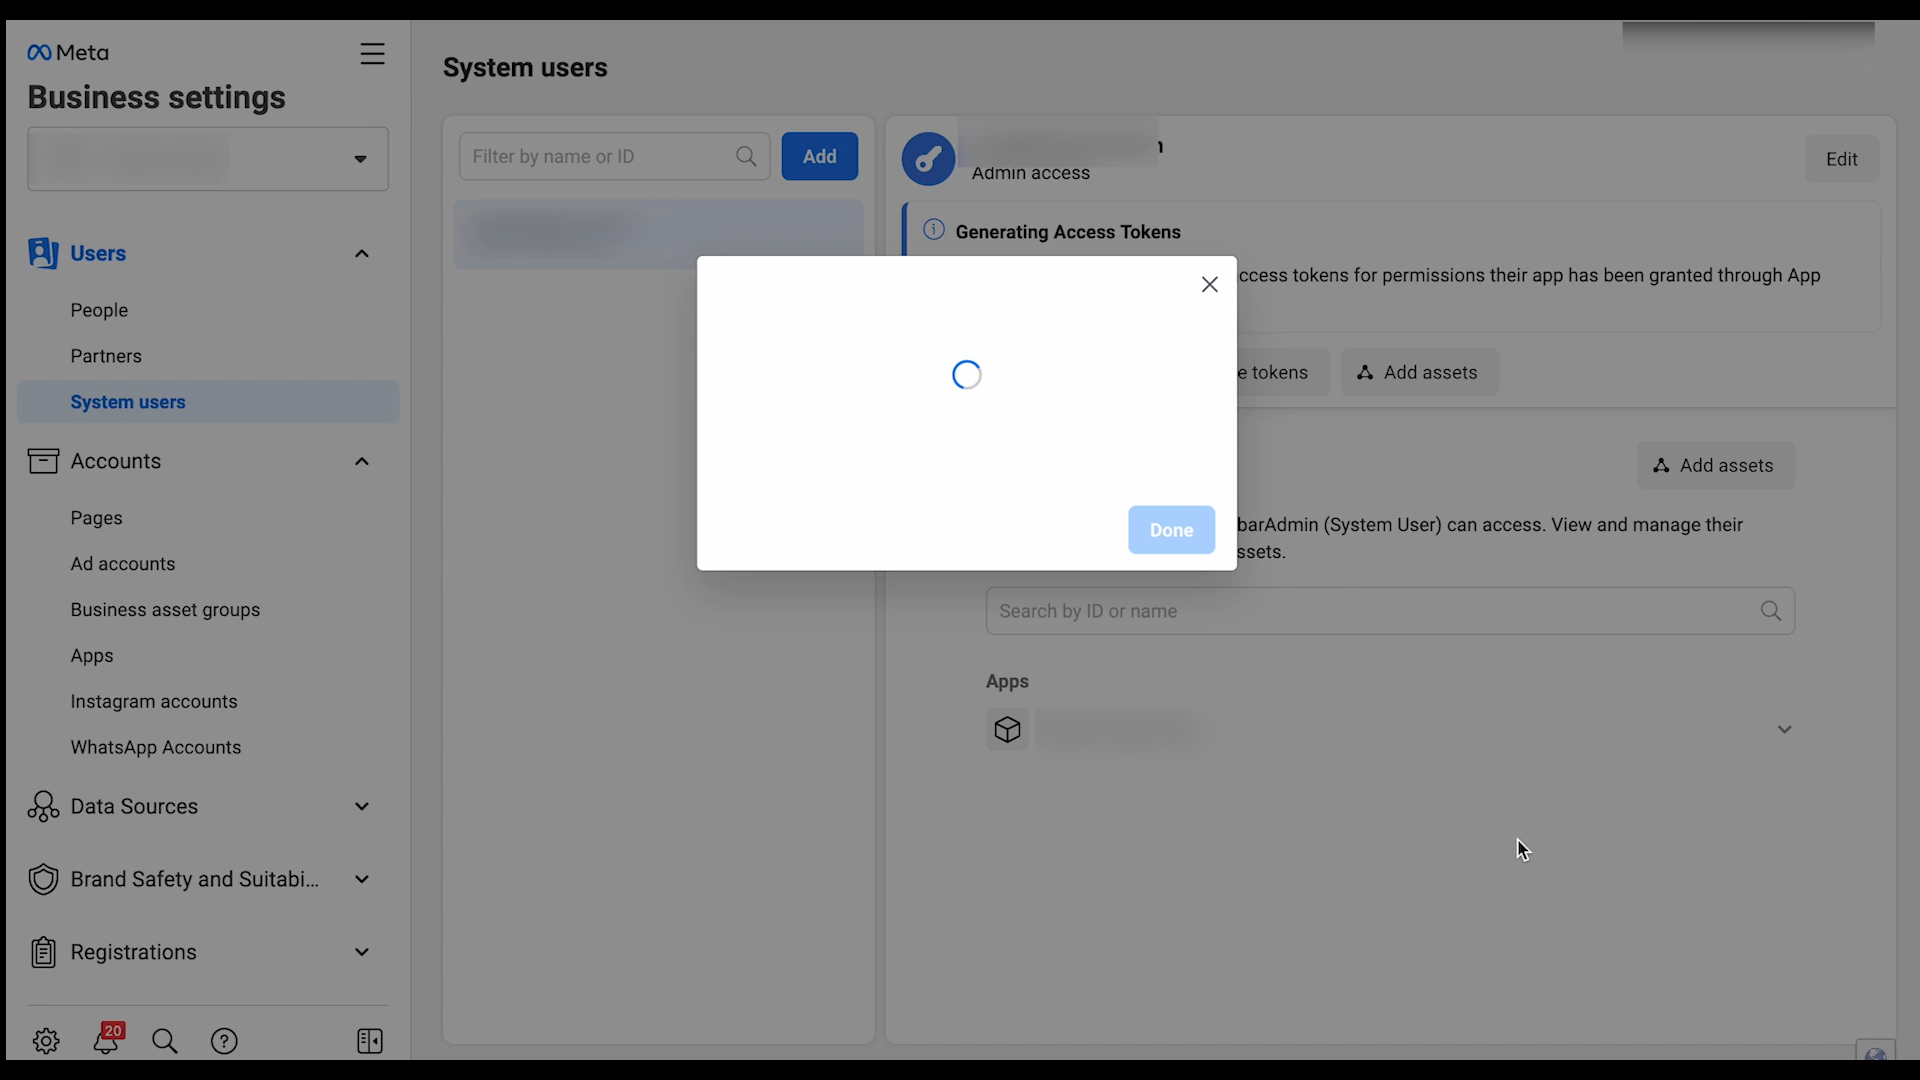 Meta
Business settings
Users
People
Partners
System users
Accounts
Pages
Ad accounts
Business asset groups
Apps
Instagram accounts
WhatsApp Accounts
Data Sources
Brand Safety and Suitabi...
Registrations
20
System users
Filter by name or ID
Add
Admin access
Edit
Generating Access Tokens
tokens for permissions their app has been granted through App
tokens
Add assets
Done
Add assets
(System User) can access. View and manage their
Search by ID or name
Apps